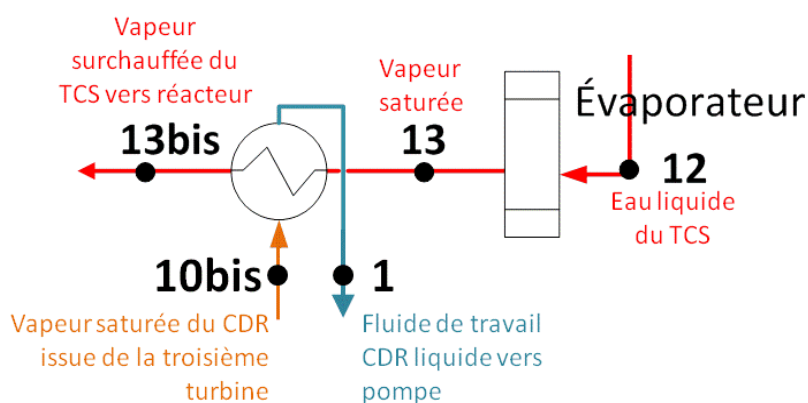 Vapeur
surchauffée du
TCS vers réacteur
Vapeur
saturée
Évaporateur
13bis
13
12
Eau liquide
du TCS
10bis
1
Vapeur saturée du CDR
issue de la troisième
turbine
Fluide de travail
CDR liquide vers
pompe